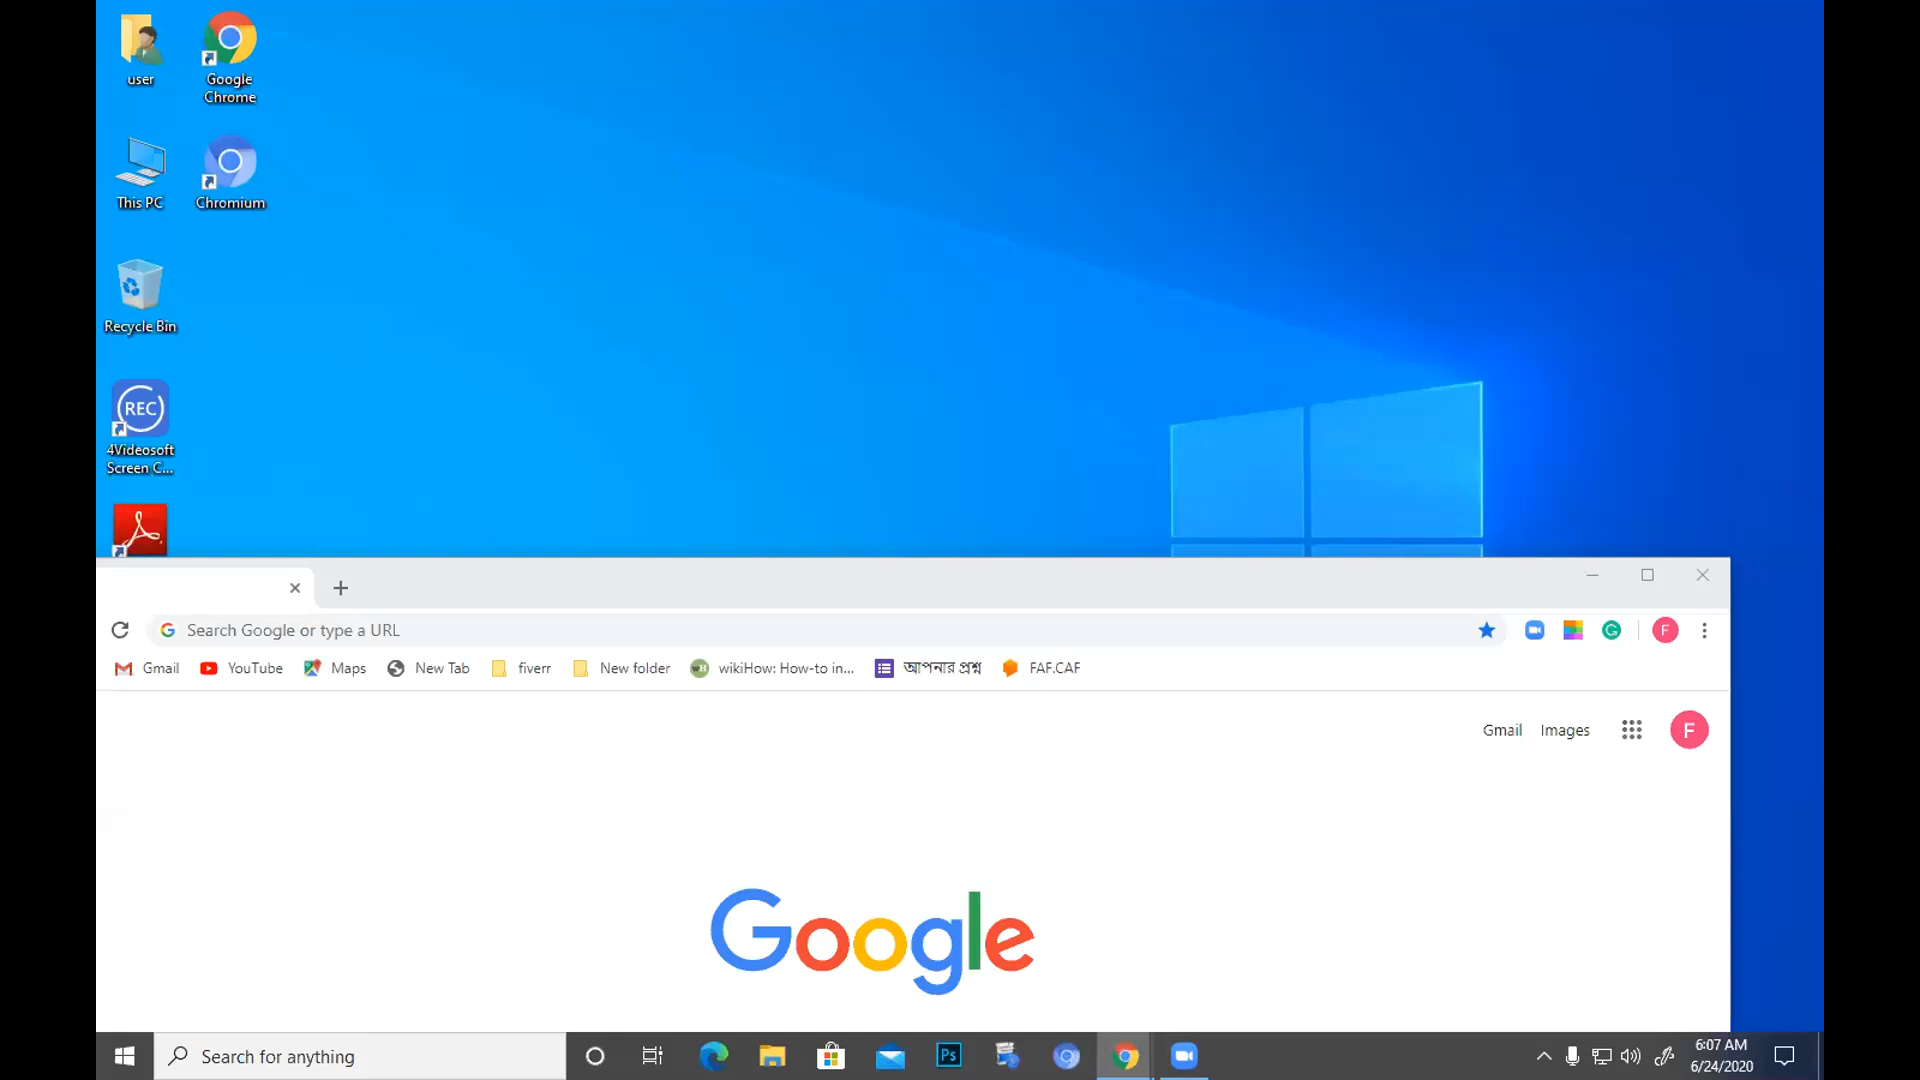 user
Google
Chrome
This PC
Chromium
Recycle Bin
REC
4Videosoft
Screen C...
Search Google or type a URL
F
Gmail
YouTube
Maps
New Tab
fiverr
New folder
wikiHow: How-to in...
আপনার প্রশ্ন
FAF.CAF
Gmail
Images
F
Google
Search for anything
Ps
6:07 AM
6/24/2020